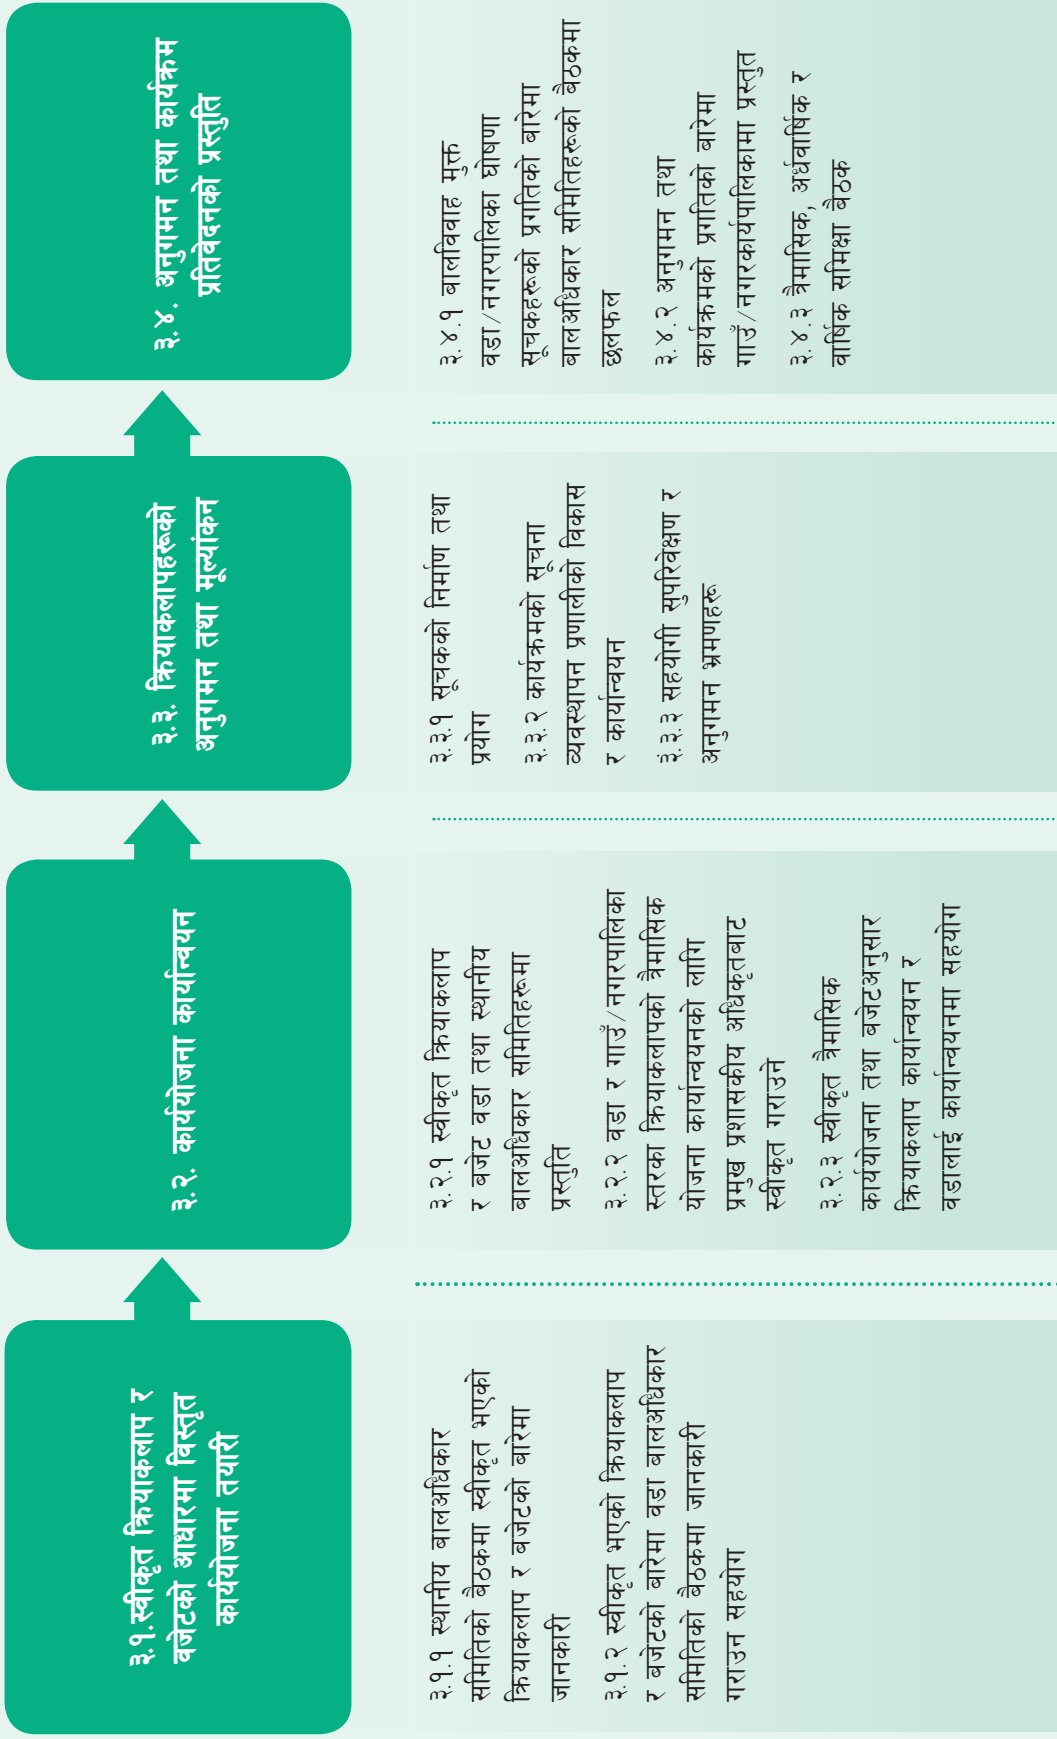 ३.१.स्वीकृत क्रियाकलाप र
बजेटको आधारमा विस्तृत
कार्ययोजना तयारी
३.१.१ स्थानीय बालअधिकार
समितिको बैठकमा स्वीकृत भएको
क्रियाकलाप र बजेटको बारेमा
जानकारी
३.१.२ स्वीकृत भएको क्रियाकलाप
र बजेटको बारेमा वडा बालअधिकार
समितिको बैठकमा जानकारी
गराउन सहयोग
३.२. कार्ययोजना कार्यान्वयन
३.२.१ स्वीकृत क्रियाकलाप
र बजेट वडा तथा स्थानीय
बालअधिकार समितिहरूमा
प्रस्तुति
३.२.२ वडा र गाउँ/नगरपालिका
स्तरका क्रियाकलापको त्रैमासिक
योजना कार्यान्वयनको लागि
प्रमुख प्रशासकीय अधिकृतबाट
स्वीकृत गराउने
३.२.३ स्वीकृत त्रैमासिक
कार्ययोजना तथा बजेटअनुसार
क्रियाकलाप कार्यान्वयन र
वडालाई कार्यान्वयनमा सहयोग
३.३. क्रियाकलापहरूको
अनुगमन तथा मूल्यांकन
३.३.१ सूचकको निर्माण तथा
प्रयोग
३.३.२ कार्यक्रमको सूचना
व्यवस्थापन प्रणालीको विकास
र कार्यान्वयन
३.३.३ सहयोगी सुपरिवेक्षण र
अनुगमन भ्रमणहरू
३.४. अनुगमन तथा कार्यक्रम
प्रतिवेदनको प्रस्तुति
३.४.१ बालविवाह मुक्त
वडा/नगरपालिका घोषणा
सूचकहरूको प्रगतिको बारेमा
बालअधिकार समितिहरूको बैठकमा
छलफल
३.४.२ अनुगमन तथा
कार्यक्रमको प्रगतिको बारेमा
गाउँ/नगरकार्यपालिकामा प्रस्तुत
३.४.३ त्रैमासिक, अर्धवार्षिक र
वार्षिक समिक्षा बैठक